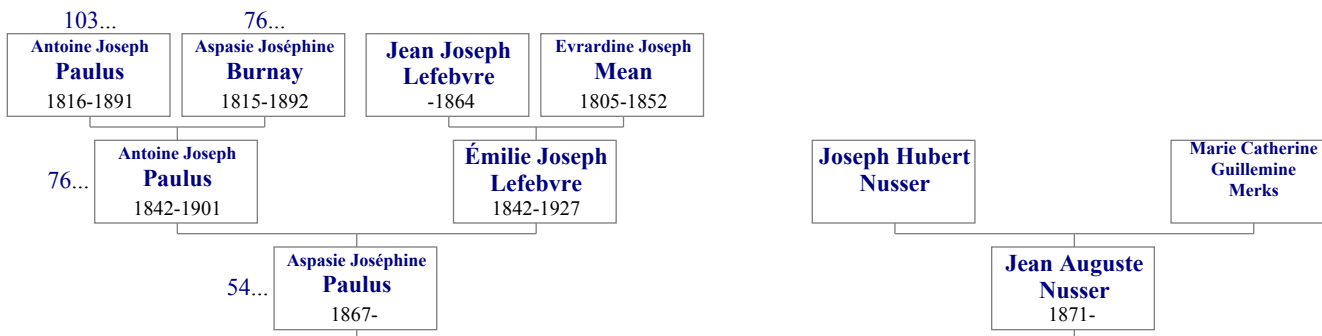 103...
76...
Antoine Joseph
Paulus
1816-1891
Aspasie Joséphine
Burnay
1815-1892
Jean Joseph
Lefebvre
-1864
Evrardine Joseph
Mean
1805-1852
76...
Antoine Joseph
Paulus
1842-1901
Émilie Joseph
Lefebvre
1842-1927
Joseph Hubert
Nusser
Marie Catherine
Guillemine
Merks
54...
Aspasie Joséphine
Paulus
1867-
Jean Auguste
Nusser
1871-